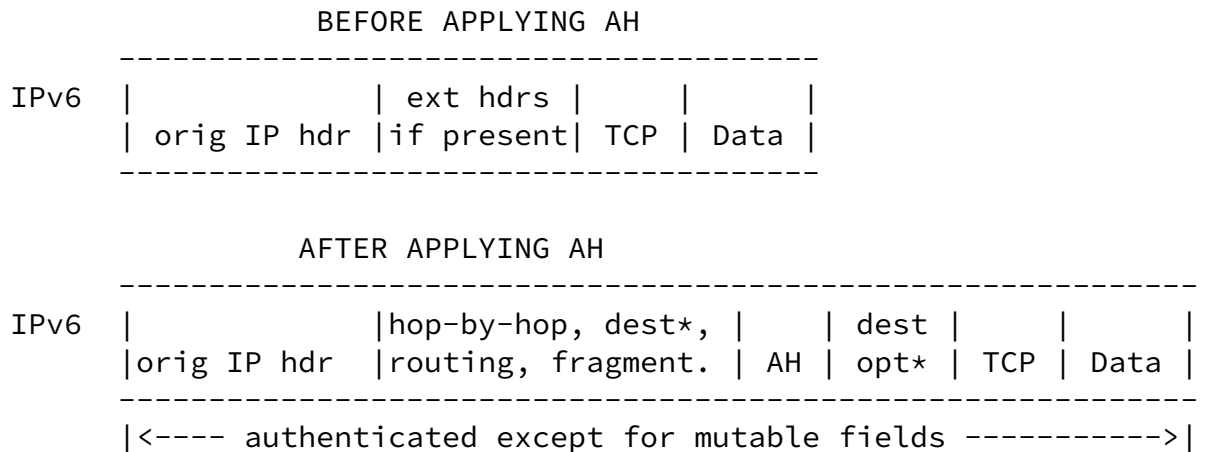 BEFORE APPLYING AH
---------------------------------------
IPv6  |              | ext hdrs |     |      |
      | orig IP hdr  |if present| TCP | Data |
---------------------------------------
AFTER APPLYING AH
------------------------------------------------------------
IPv6  |             |hop-by-hop, dest*, |    | dest |     |      |
      |orig IP hdr  |routing, fragment. | AH | opt* | TCP | Data |
------------------------------------------------------------
|<---- authenticated except for mutable fields ----------->|